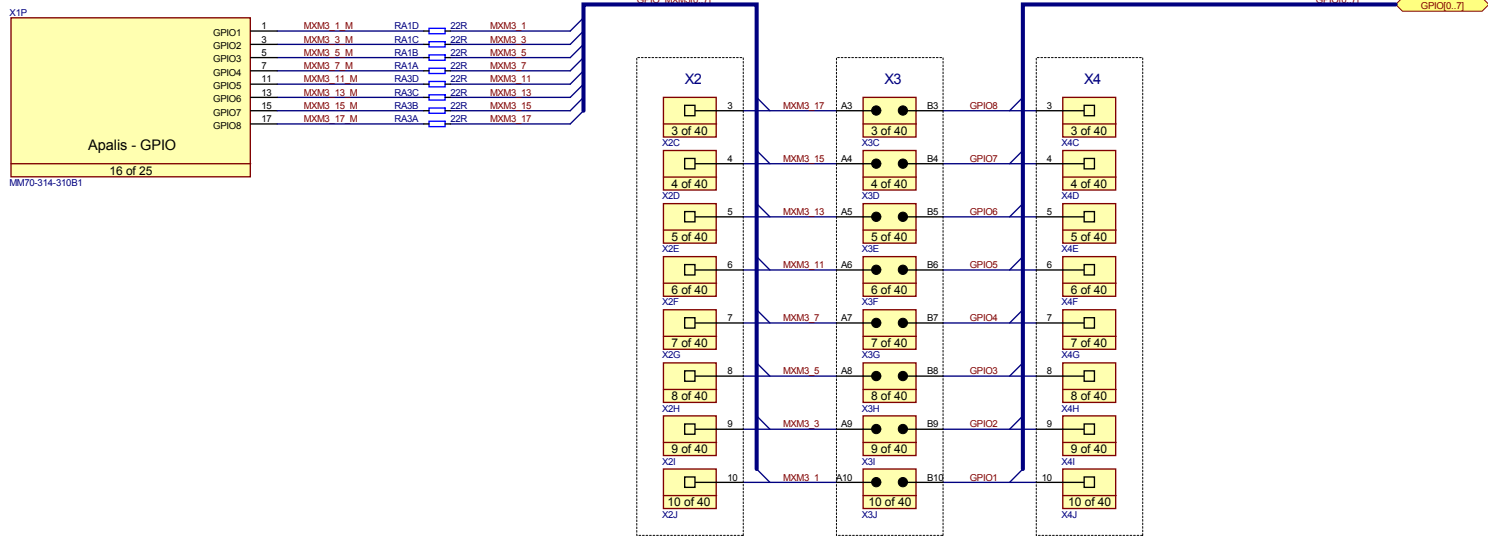 GPIO[0..7]
X1P
GPIO1 1 MXM3_1_M RA1D 22R MXM3_1
GPIO2 3 MXM3_3_M RA1C 22R MXM3_3
GPIO3 5 MXM3_5_M RA1B 22R MXM3_5
GPIO4 7 MXM3_7_M RA1A 22R MXM3_7
GPIO5 11 MXM3_11_M RA3D 22R MXM3_11
GPIO6 13 MXM3_13_M RA3C 22R MXM3_13
GPIO7 15 MXM3_15_M RA3B 22R MXM3_15
GPIO8 17 MXM3_17_M RA3A 22R MXM3_17
Apalis - GPIO
16 of 25
MM70-314-310B1
X2 X3 X4
3 MXM3_17 A3 B3 GPIO8 3
3 of 40 3 of 40 3 of 40
X2C X3C X4C
4 MXM3_15 A4 B4 GPIO7 4
4 of 40 4 of 40 4 of 40
X2D X3D X4D
5 MXM3_13 A5 B5 GPIO6 5
5 of 40 5 of 40 5 of 40
X2E X3E X4E
6 MXM3_11 A6 B6 GPIO5 6
6 of 40 6 of 40 6 of 40
X2F X3F X4F
7 MXM3_7 A7 B7 GPIO4 7
7 of 40 7 of 40 7 of 40
X2G X3G X4G
8 MXM3_5 A8 B8 GPIO3 8
8 of 40 8 of 40 8 of 40
X2H X3H X4H
9 MXM3_3 A9 B9 GPIO2 9
9 of 40 9 of 40 9 of 40
X2I X3I X4I
10 MXM3_1 A10 B10 GPIO1 10
10 of 40 10 of 40 10 of 40
X2J X3J X4J